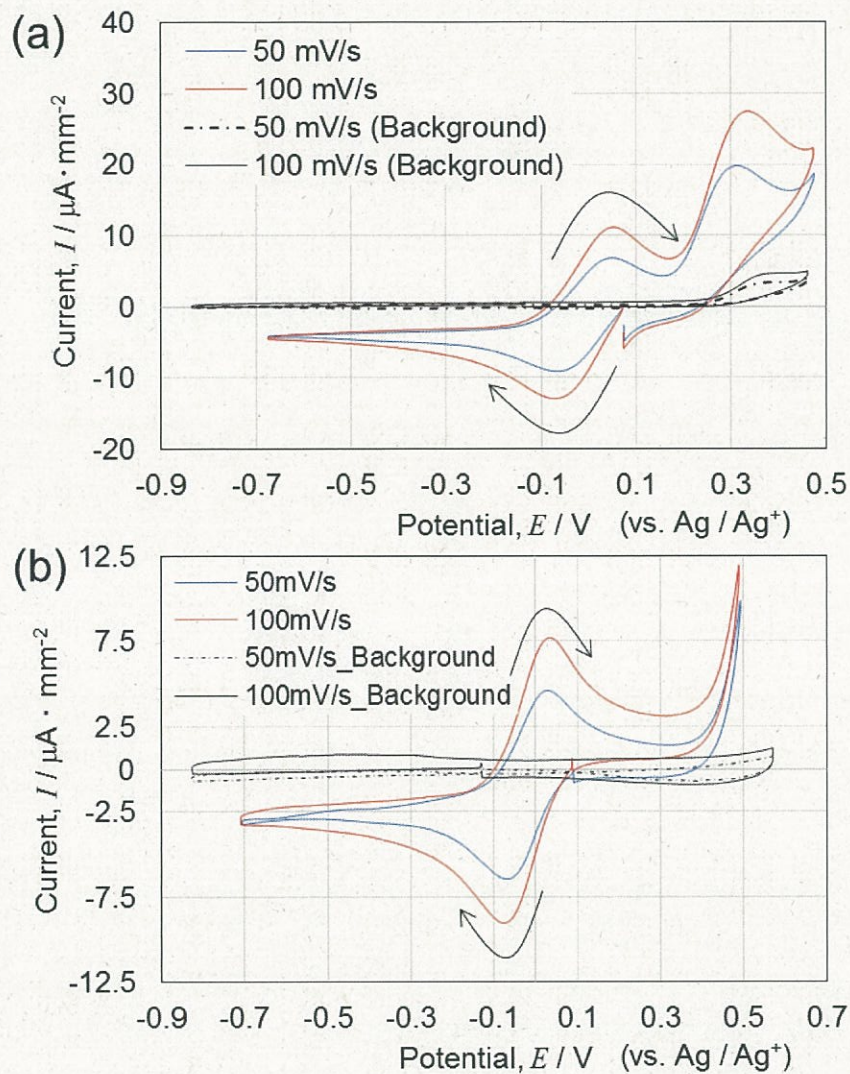 (a)
40
30
20
10
0
-10
-20
Current, I / μA·mm-2
50 mV/s
100 mV/s
50 mV/s (Background)
100 mV/s (Background)
-0.9 -0.7 -0.5 -0.3 -0.1 0.1 0.3 0.5
Potential, E / V (vs. Ag / Ag+)
(b)
12.5
7.5
2.5
0
-2.5
-7.5
-12.5
Current, I / μA · mm-2
50mV/s
100mV/s
50mV/s_Background
100mV/s_Background
-0.9 -0.7 -0.5 -0.3 -0.1 0.1 0.3 0.5 0.7
Potential, E / V (vs. Ag / Ag+)